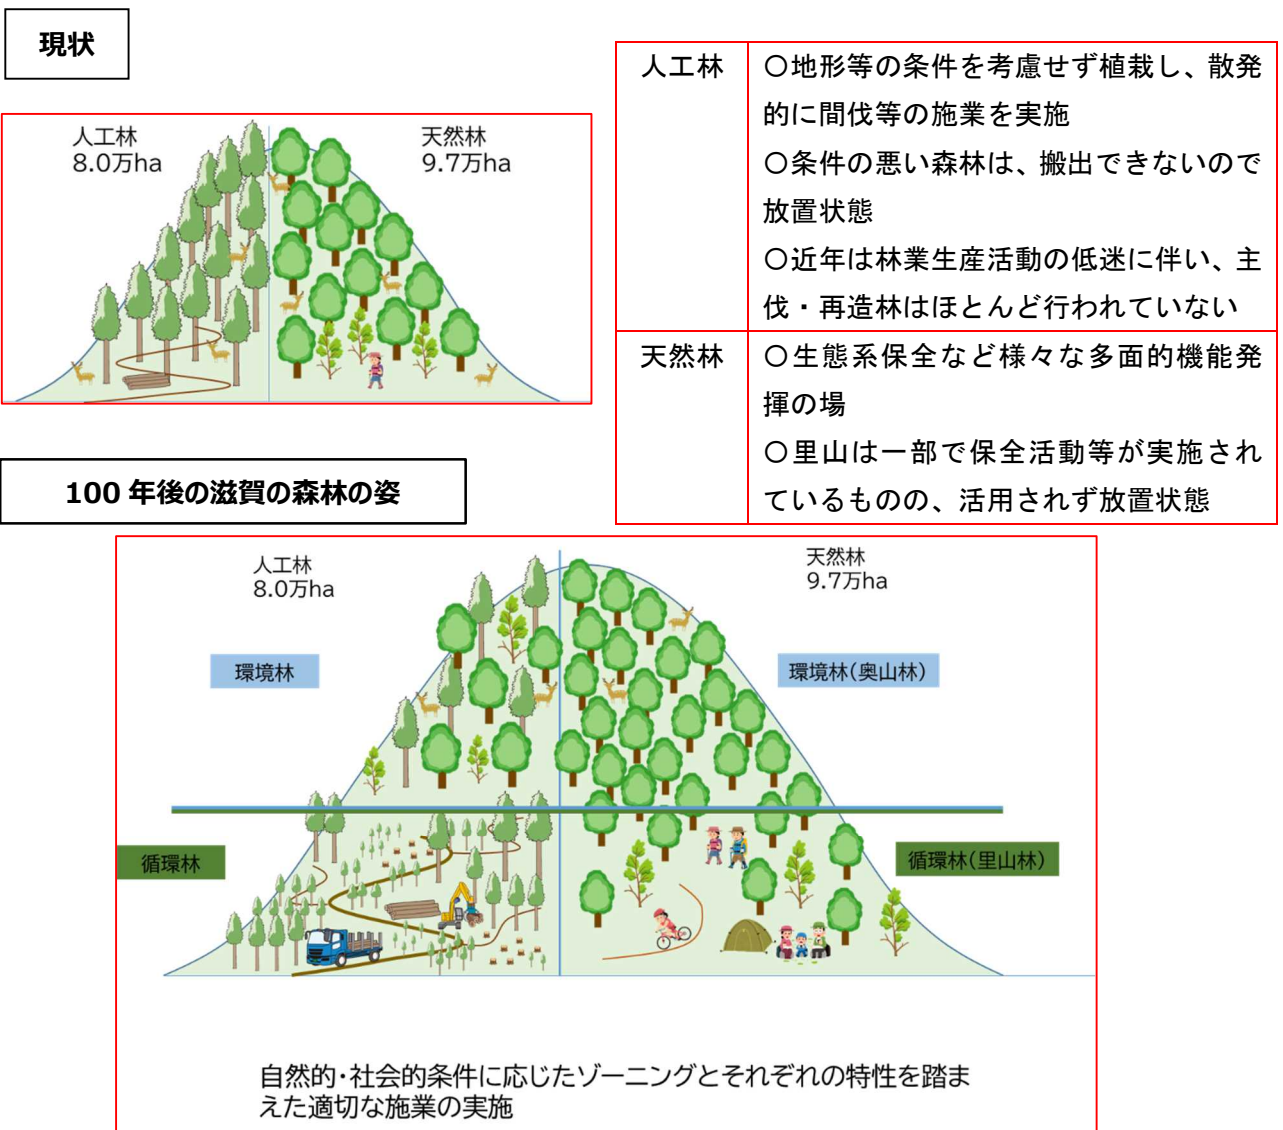 現状
人工林
8.0万ha
天然林
9.7万ha
人工林
〇地形等の条件を考慮せず植栽し、散発
的に間伐等の施業を実施
〇条件の悪い森林は、搬出できないので
放置状態
〇近年は林業生産活動の低迷に伴い、主
伐・再造林はほとんど行われていない
天然林
〇生態系保全など様々な多面的機能発
揮の場
〇里山は一部で保全活動等が実施され
ているものの、活用されず放置状態
100 年後の滋賀の森林の姿
人工林
8.0万ha
天然林
9.7万ha
環境林
環境林(奥山林)
循環林
循環林(里山林)
自然的･社会的条件に応じたゾーニングとそれぞれの特性を踏ま
えた適切な施業の実施